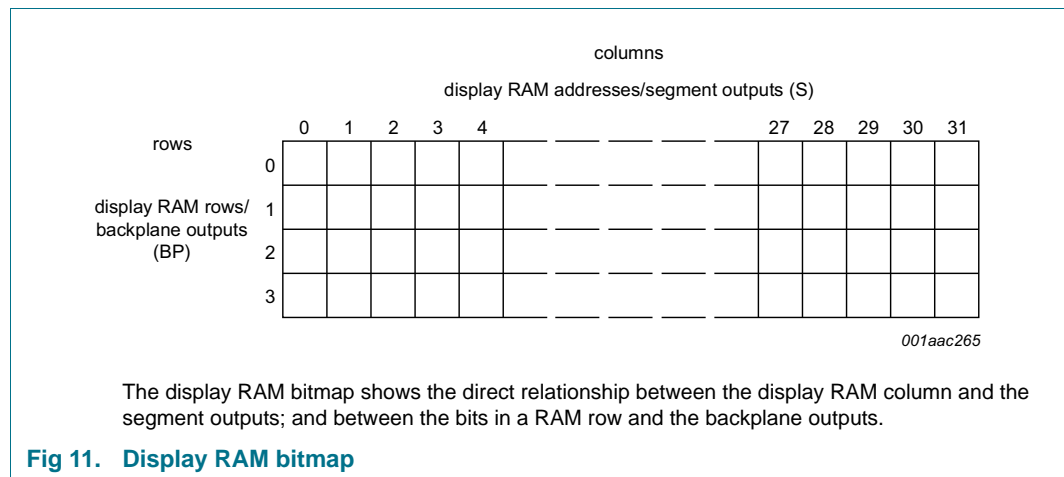 columns
display RAM addresses/segment outputs (S)
0 1 2 3 4 27 28 29 30 31
rows
0
display RAM rows/ 1
backplane outputs
(BP) 2
3
001aac265
The display RAM bitmap shows the direct relationship between the display RAM column and the
segment outputs; and between the bits in a RAM row and the backplane outputs.
Fig 11. Display RAM bitmap